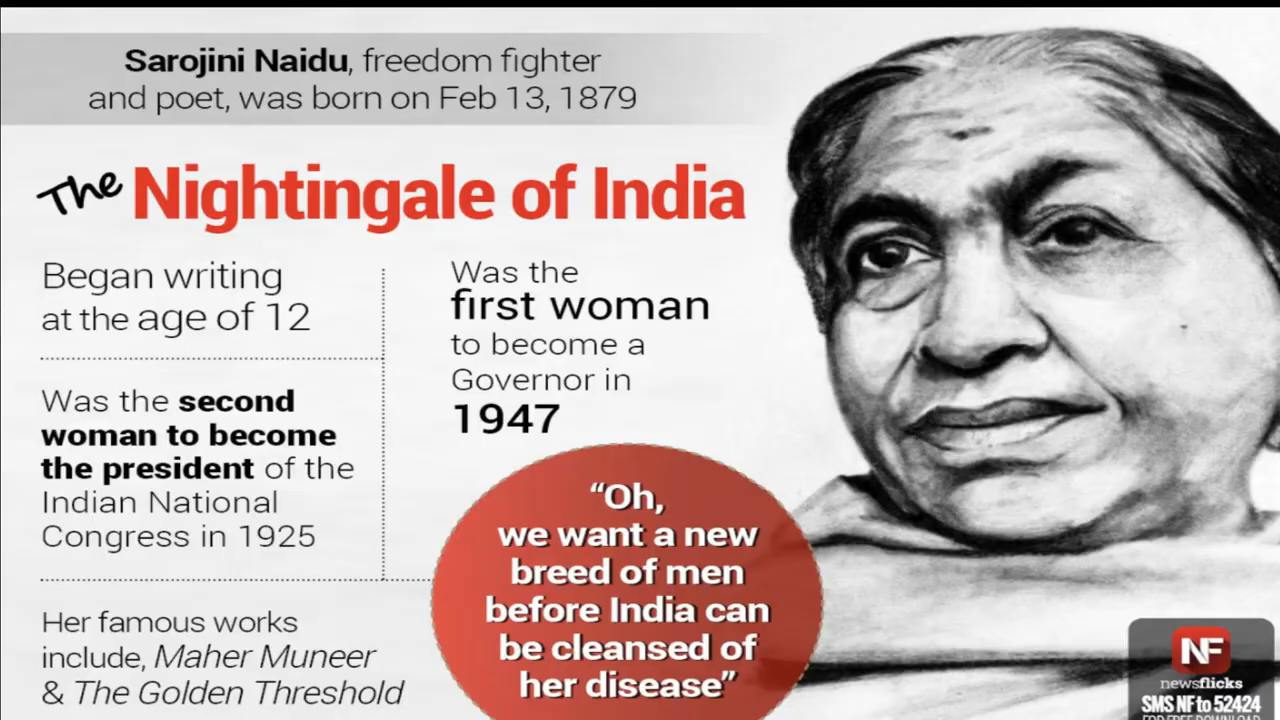 Sarojini Naidu, freedom fighter
and poet, was born on Feb 13, 1879
The Nightingale of India
Began writing
at the age of 12
Was the second
woman to become
the president of the
Indian National
Congress in 1925
Her famous works
include, Maher Muneer
& The Golden Threshold
Was the
first woman
to become a
Governor in
1947
“Oh,
we want a new
breed of men
before India can
be cleansed of
her disease”
NF
newsflicks
SMS NF to 52424
FOR FREE DOWNLOAD